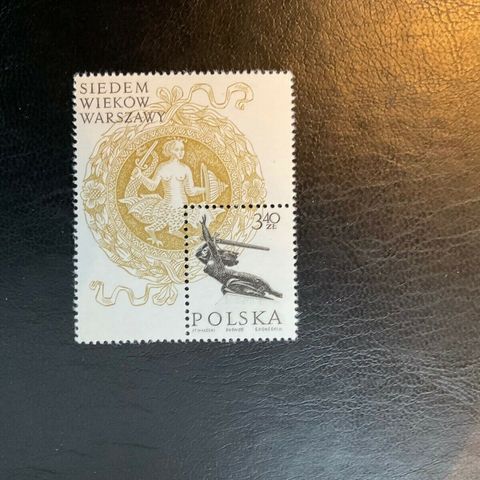 SIEDEM
WIEKÓW
WARSZAWY
3.40
ZŁ
POLSKA